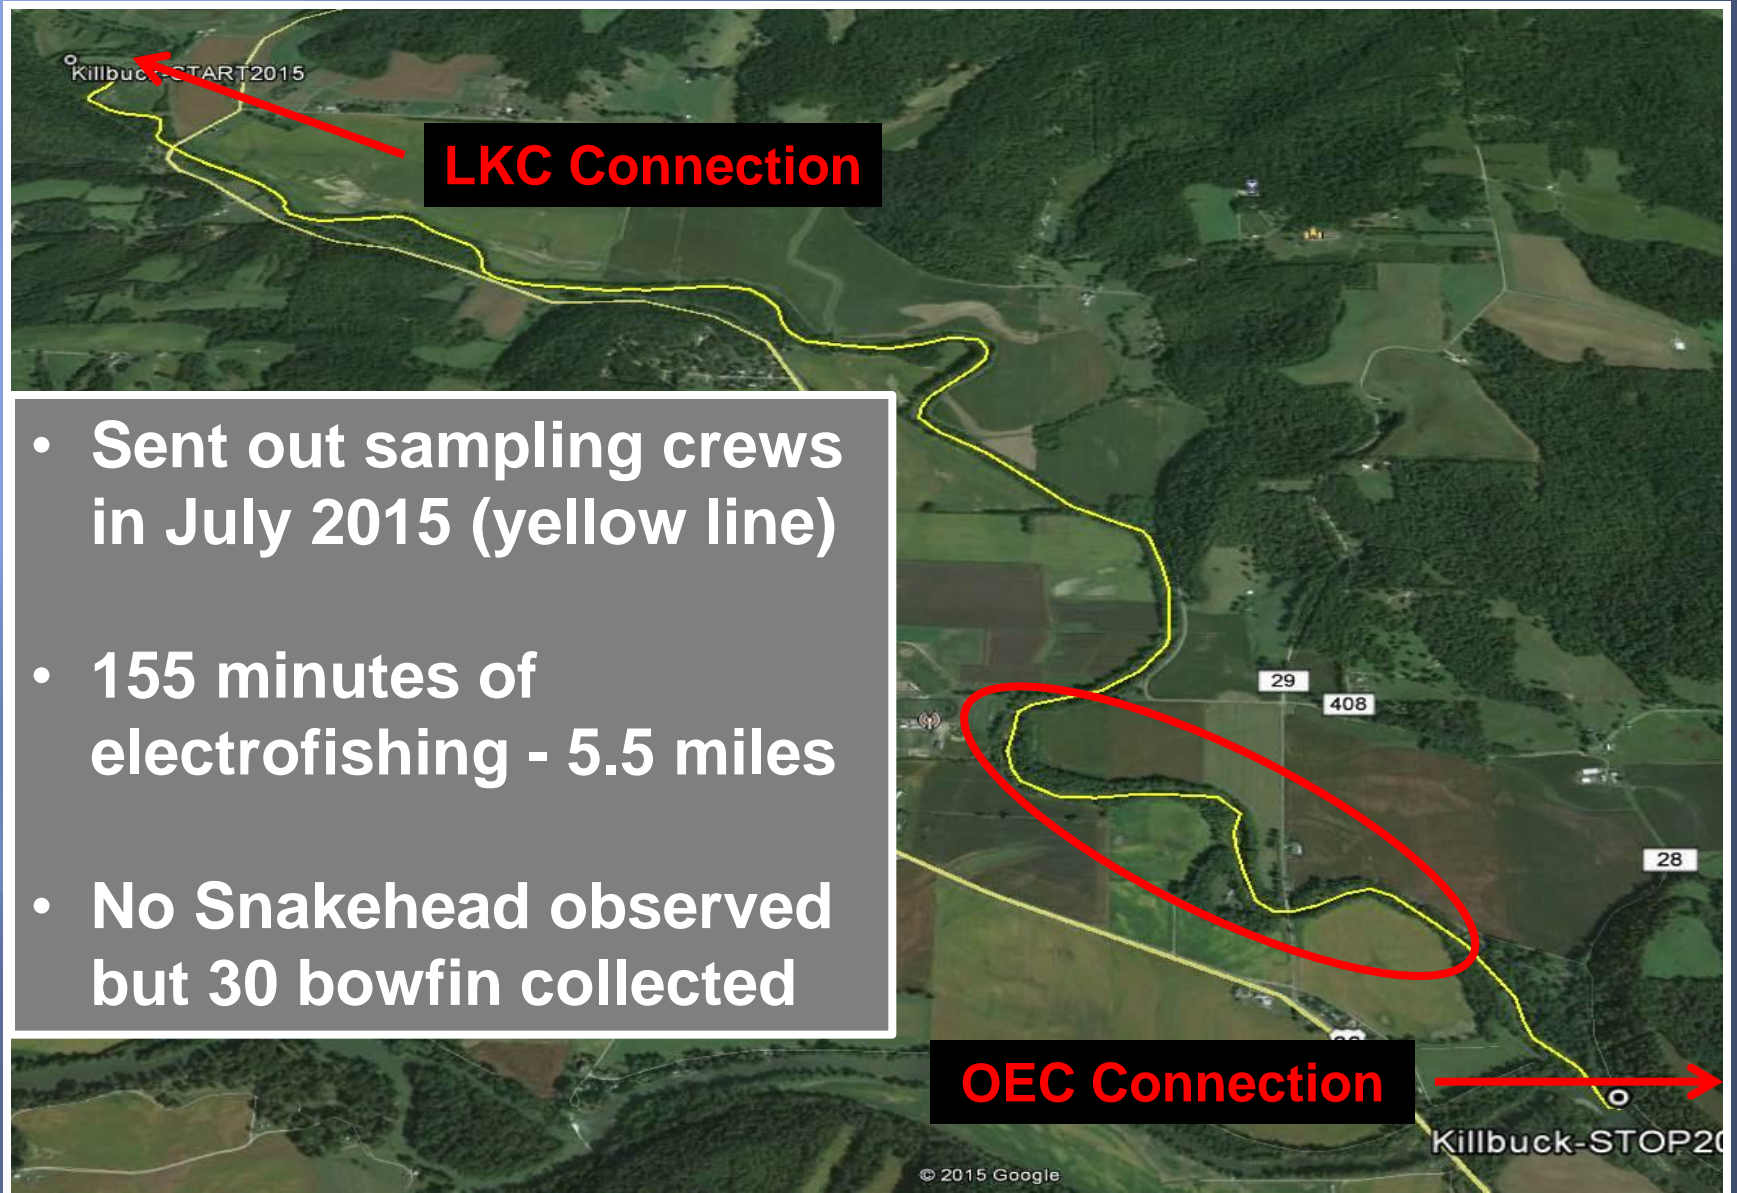 Killbuck-START2015
LKC Connection
• Sent out sampling crews
in July 2015 (yellow line)
• 155 minutes of
electrofishing - 5.5 miles
• No Snakehead observed
but 30 bowfin collected
29
408
28
OEC Connection
Killbuck-STOP20
© 2015 Google